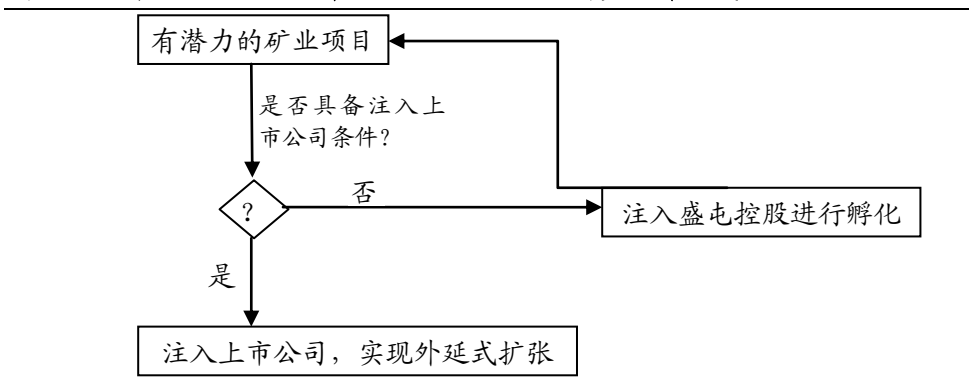 有潜力的矿业项目
是否具备注入上
市公司条件?
?
否
注入盛屯控股进行孵化
是
注入上市公司，实现外延式扩张